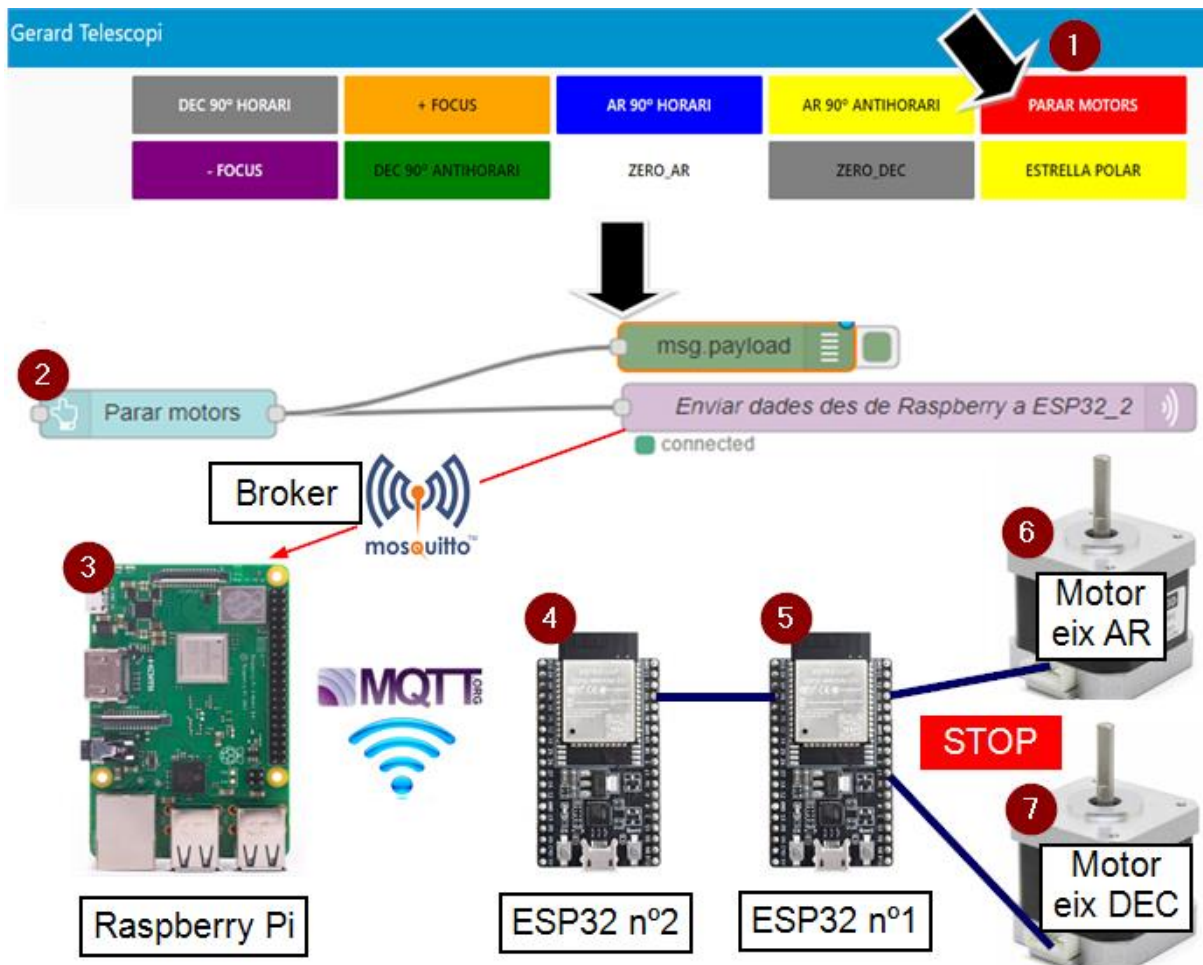 Gerard Telescopi
1
DEC 90º HORARI
+ FOCUS
AR 90º HORARI
AR 90º ANTIHORARI
PARAR MOTORS
- FOCUS
DEC 90º ANTIHORARI
ZERO_AR
ZERO_DEC
ESTRELLA POLAR
msg.payload
2
Parar motors
Enviar dades des de Raspberry a ESP32_2
connected
Broker
mosquitto
3
4
5
6
Motor
eix AR
MQTT.ORG
STOP
7
Motor
eix DEC
Raspberry Pi
ESP32 nº2
ESP32 nº1